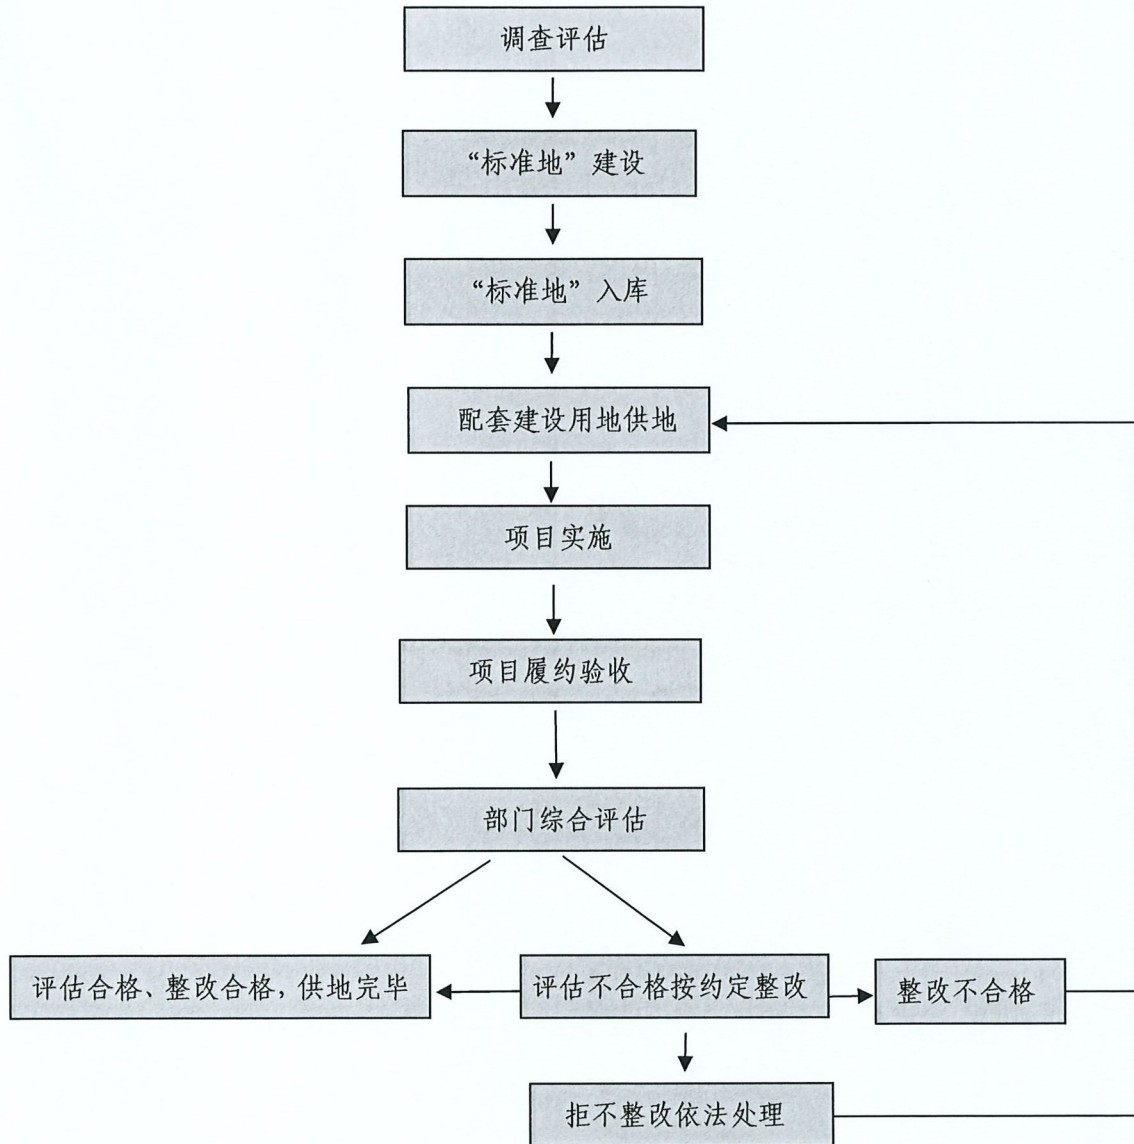 调查评估
“标准地”建设
“标准地”入库
配套建设用地供地
项目实施
项目履约验收
部门综合评估
评估合格、整改合格，供地完毕
评估不合格按约定整改
整改不合格
拒不整改依法处理